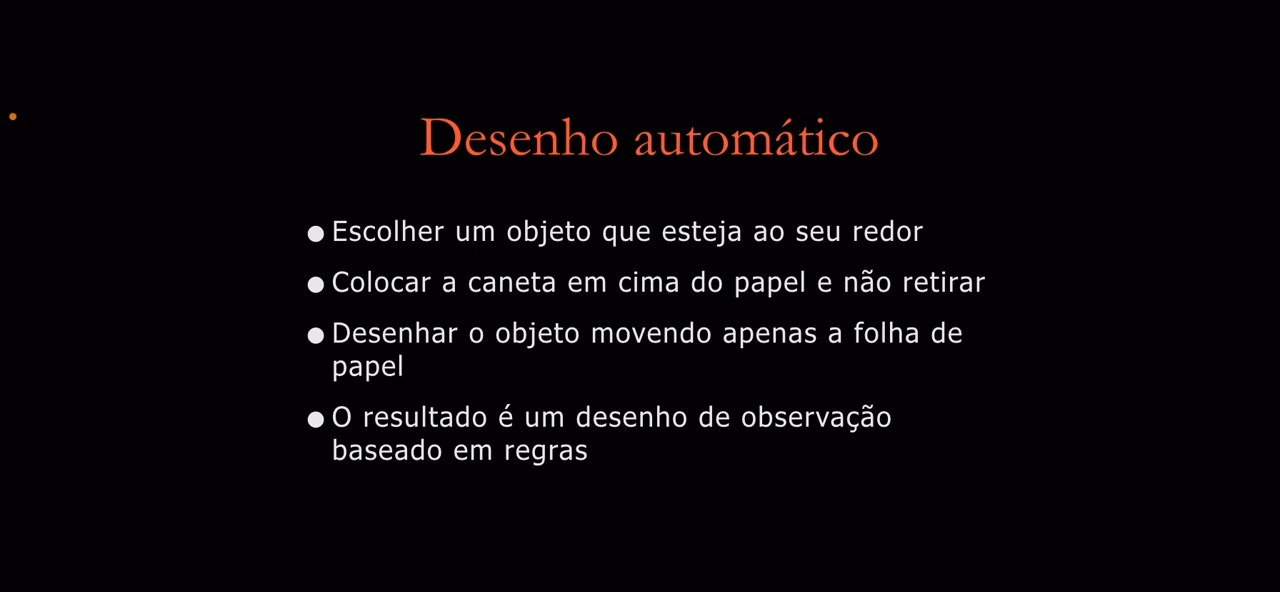 Desenho automático
● Escolher um objeto que esteja ao seu redor
● Colocar a caneta em cima do papel e não retirar
● Desenhar o objeto movendo apenas a folha de
papel
● O resultado é um desenho de observação
baseado em regras